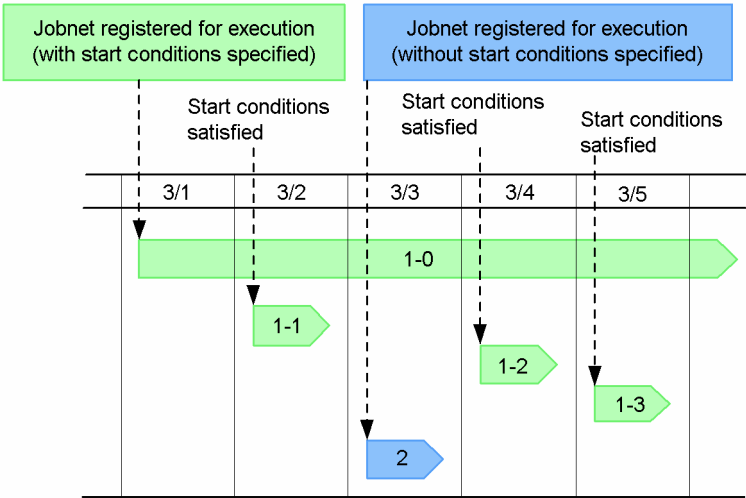 Jobnet registered for execution
(with start conditions specified)
Jobnet registered for execution
(without start conditions specified)
Start conditions
satisfied
Start conditions
satisfied
Start conditions
satisfied
3/1
3/2
3/3
3/4
3/5
1-0
1-1
1-2
1-3
2